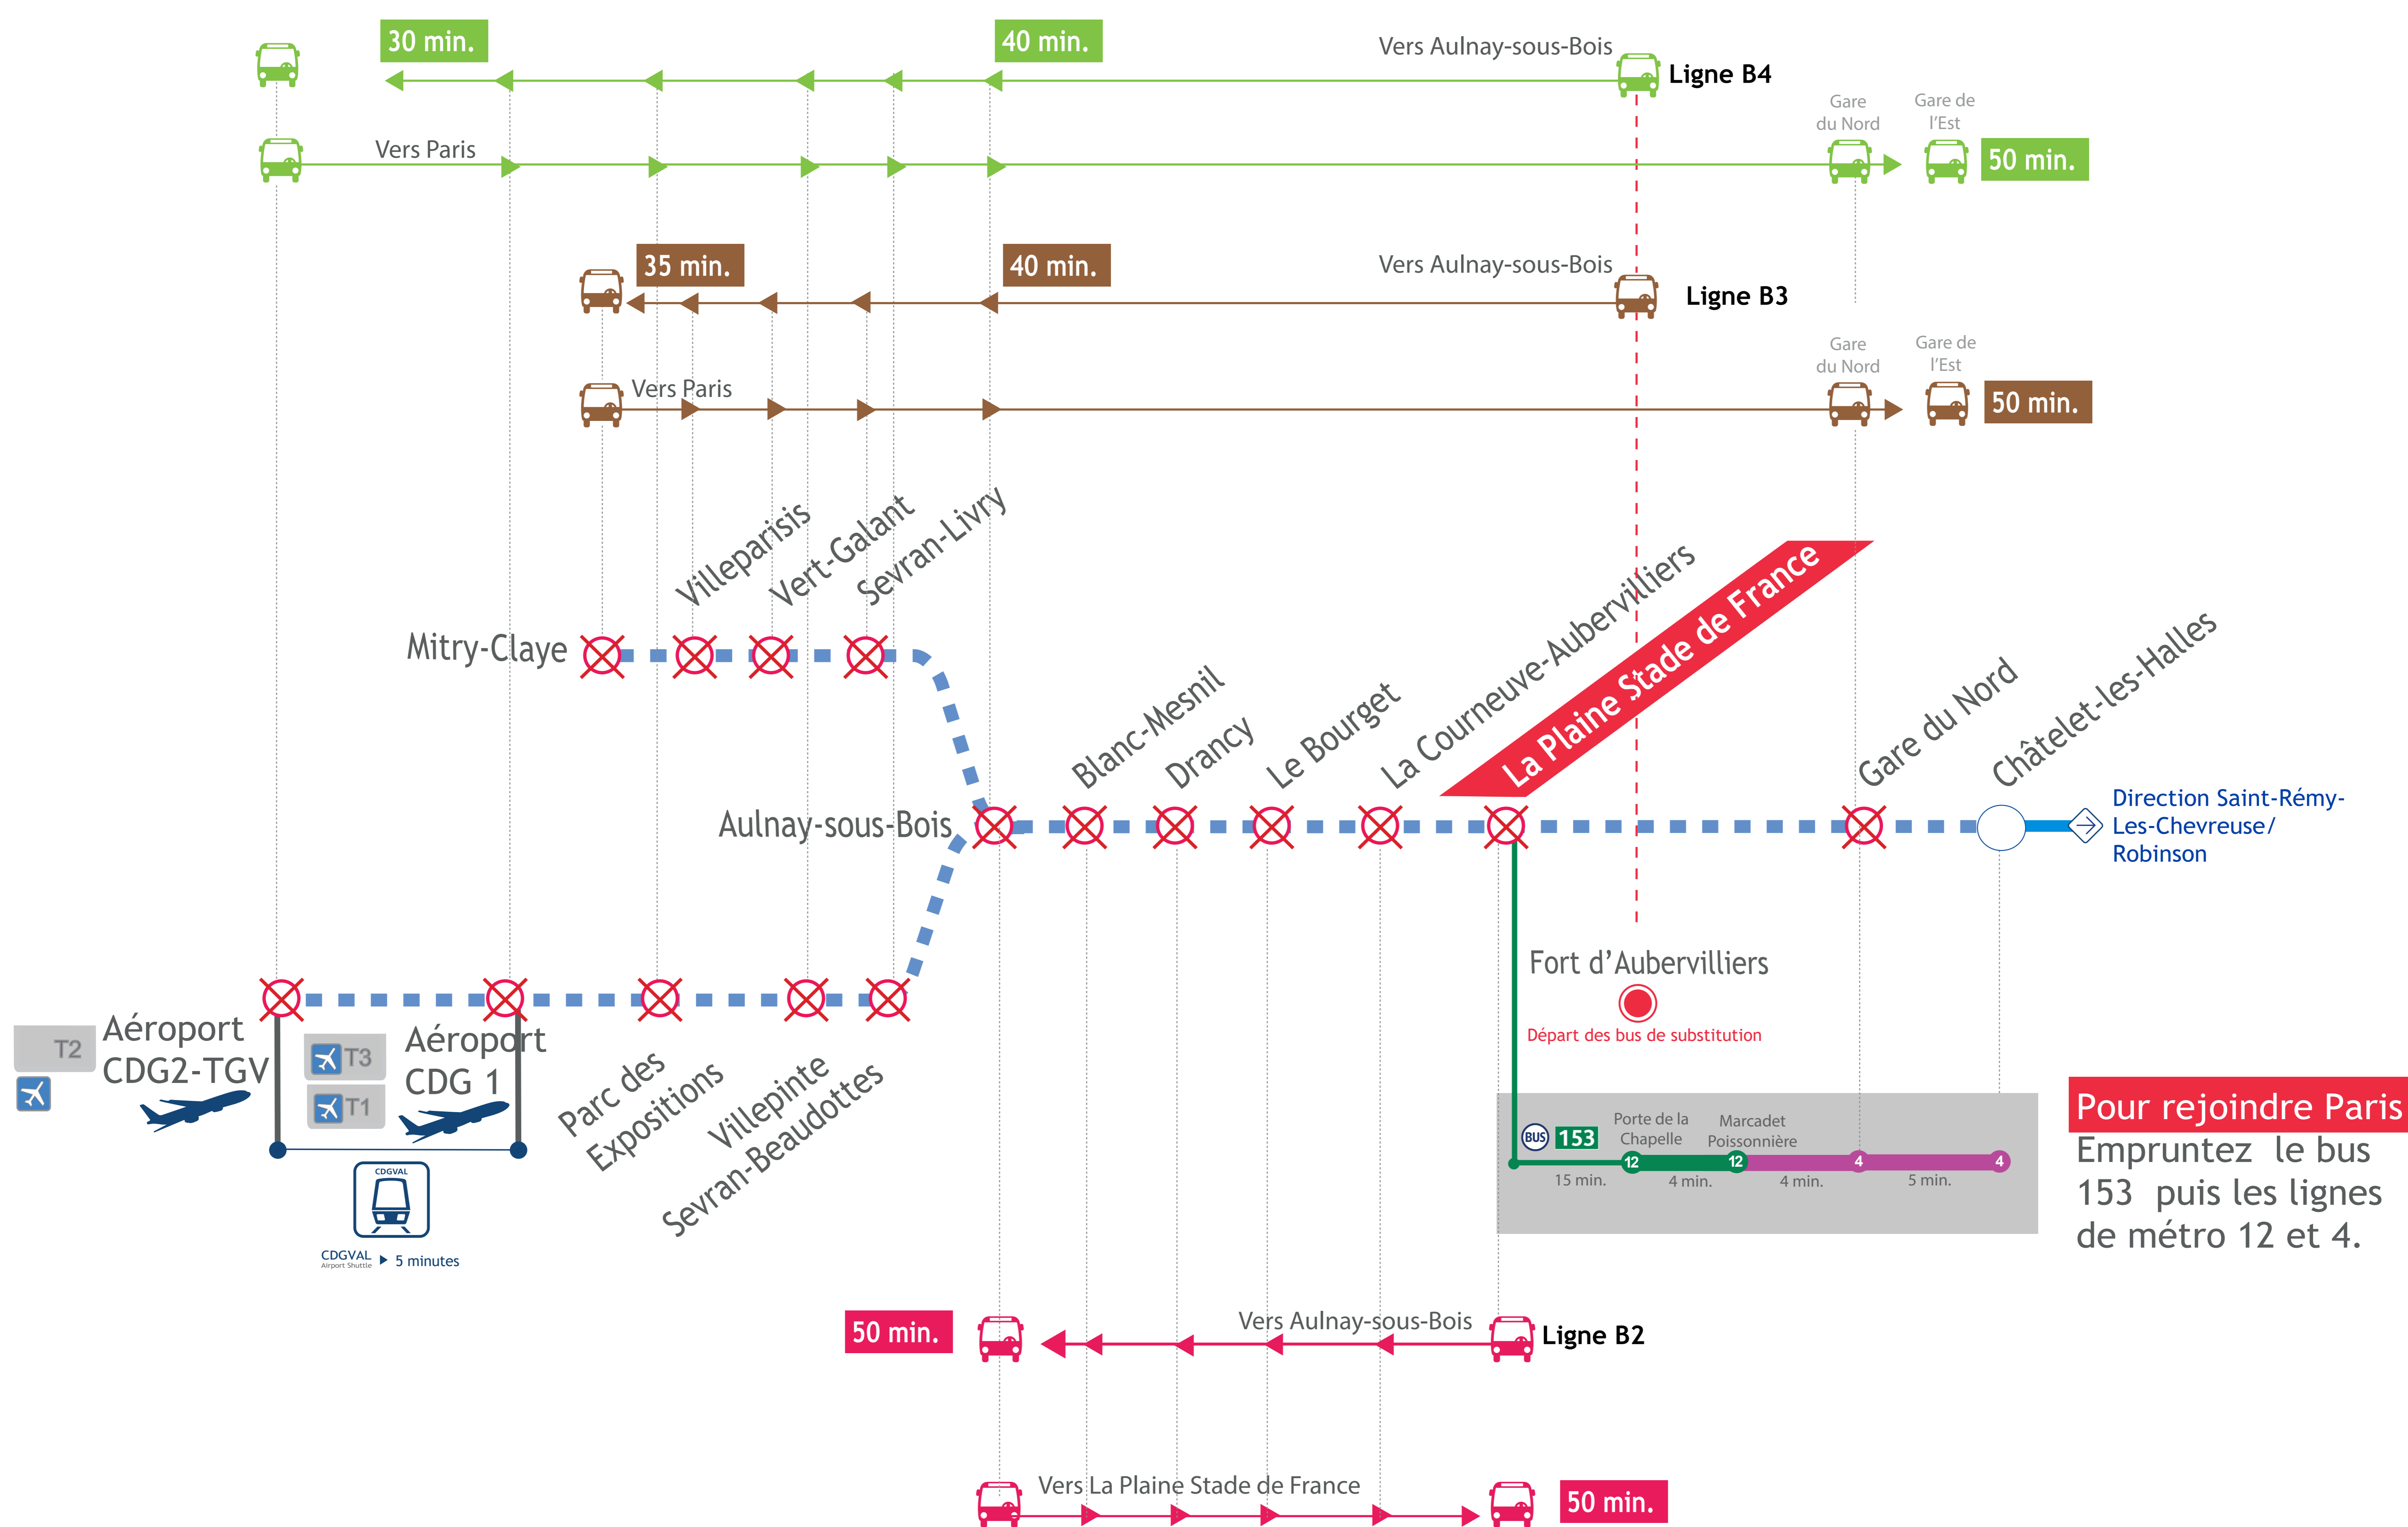 30 min.
40 min.
Vers Aulnay-sous-Bois
Ligne B4
Vers Paris
Gare
du Nord
Gare de
l'Est
50 min.
35 min.
40 min.
Vers Aulnay-sous-Bois
Ligne B3
Vers Paris
Gare
du Nord
Gare de
l'Est
50 min.
Mitry-Claye
Villeparisis
Vert-Galant
Sevran-Livry
Aulnay-sous-Bois
Blanc-Mesnil
Drancy
Le Bourget
La Courneuve-Aubervilliers
La Plaine Stade de France
Gare du Nord
Châtelet-les-Halles
Direction Saint-Rémy-
Les-Chevreuse/
Robinson
Fort d'Aubervilliers
Départ des bus de substitution
T2
Aéroport
CDG2-TGV
T3
T1
Aéroport
CDG 1
Parc des
Expositions
Villepinte
Sevran-Beaudottes
CDGVAL
CDGVAL
Airport Shuttle
5 minutes
BUS
153
Porte de la
Chapelle
Marcadet
Poissonnière
12
12
4
4
15 min.
4 min.
4 min.
5 min.
Pour rejoindre Paris
Empruntez le bus
153 puis les lignes
de métro 12 et 4.
50 min.
Vers Aulnay-sous-Bois
Ligne B2
Vers La Plaine Stade de France
50 min.